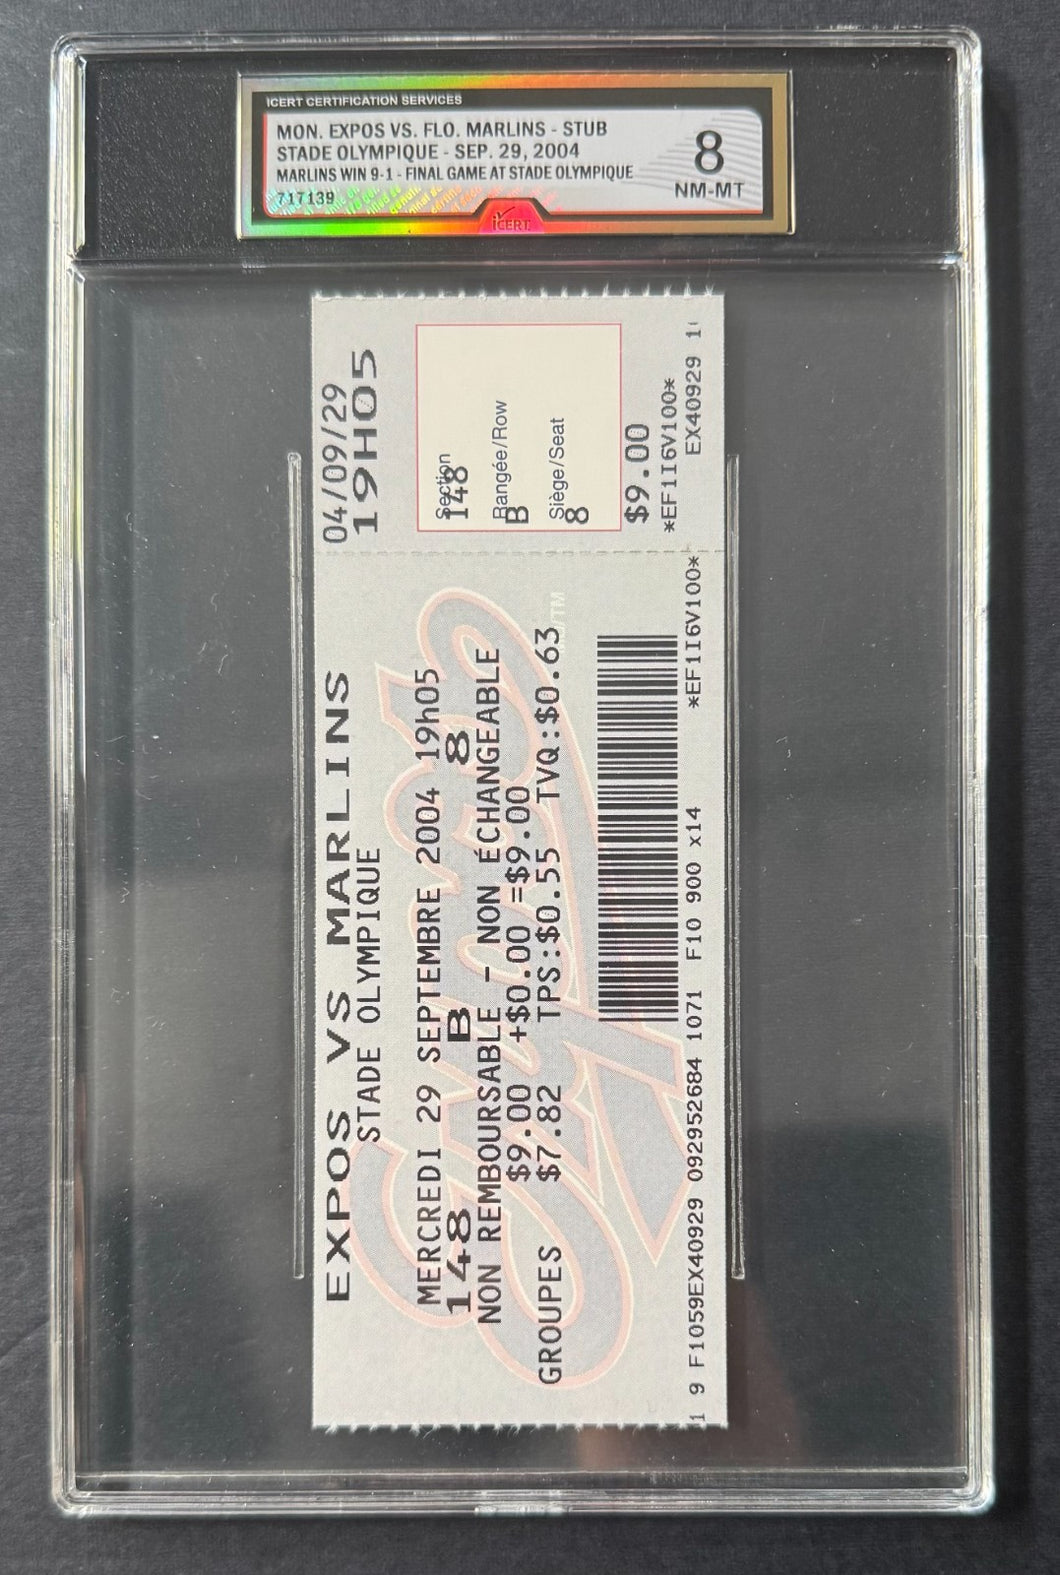 ICERT CERTIFICATION SERVICES
MON. EXPOS VS. FLO. MARLINS - STUB
STADE OLYMPIQUE - SEP. 29, 2004
MARLINS WIN 9-1 - FINAL GAME AT STADE OLYMPIQUE
717139
8
NM-MT
iCERT
EXPOS VS MARLINS
STADE OLYMPIQUE
MERCREDI 29 SEPTEMBRE 2004 19h05
148 B 8
NON REMBOURSABLE - NON ÉCHANGEABLE
$9.00 +$0.00 =$9.00
GROUPES $7.82 TPS:$0.55 TVQ:$0.63
*EF1I6V100*
1 9 F1059EX40929 092952684 1071 F10 900 x14
04/09/29
19H05
Section
148
Rangée/Row
B
Siège/Seat
8
$9.00
*EF1I6V100*
EX40929